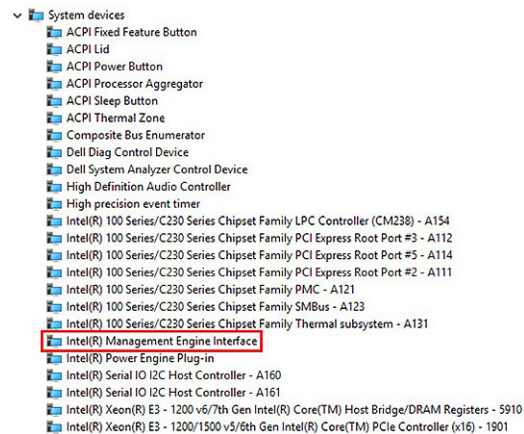 System devices
ACPI Fixed Feature Button
ACPI Lid
ACPI Power Button
ACPI Processor Aggregator
ACPI Sleep Button
ACPI Thermal Zone
Composite Bus Enumerator
Dell Diag Control Device
Dell System Analyzer Control Device
High Definition Audio Controller
High precision event timer
Intel(R) 100 Series/C230 Series Chipset Family LPC Controller (CM238) - A154
Intel(R) 100 Series/C230 Series Chipset Family PCI Express Root Port #3 - A112
Intel(R) 100 Series/C230 Series Chipset Family PCI Express Root Port #5 - A114
Intel(R) 100 Series/C230 Series Chipset Family PCI Express Root Port #2 - A111
Intel(R) 100 Series/C230 Series Chipset Family PMC - A121
Intel(R) 100 Series/C230 Series Chipset Family SMBus - A123
Intel(R) 100 Series/C230 Series Chipset Family Thermal subsystem - A131
Intel(R) Management Engine Interface
Intel(R) Power Engine Plug-in
Intel(R) Serial IO I2C Host Controller - A160
Intel(R) Serial IO I2C Host Controller - A161
Intel(R) Xeon(R) E3 - 1200 v6/7th Gen Intel(R) Core(TM) Host Bridge/DRAM Registers - 5910
Intel(R) Xeon(R) E3 - 1200/1500 v5/6th Gen Intel(R) Core(TM) PCIe Controller (x16) - 1901